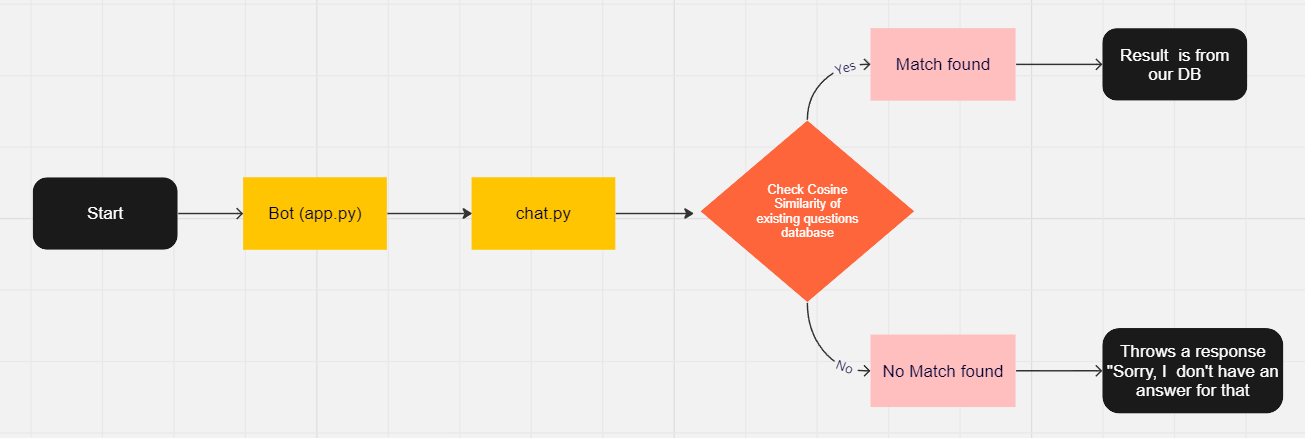 Start
Bot (app.py)
chat.py
Check Cosine
Similarity of
existing questions
database
Yes
Match found
Result is from
our DB
No
No Match found
Throws a response
"Sorry, I don't have an
answer for that